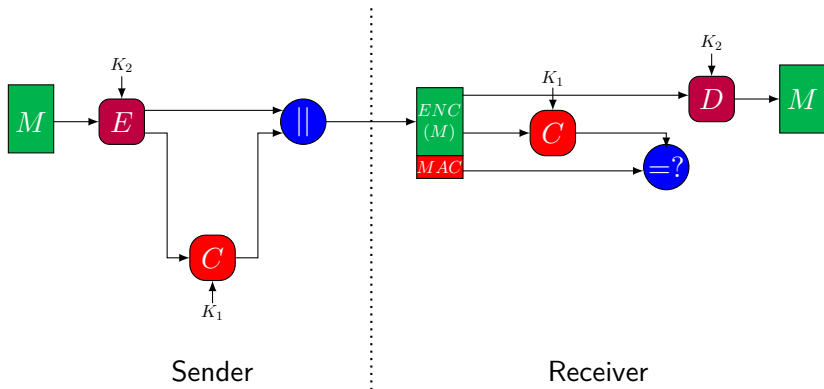 K₂
M
E
||
C
K₁
Sender
K₁
K₂
ENC
(M)
MAC
C
=?
D
M
Receiver